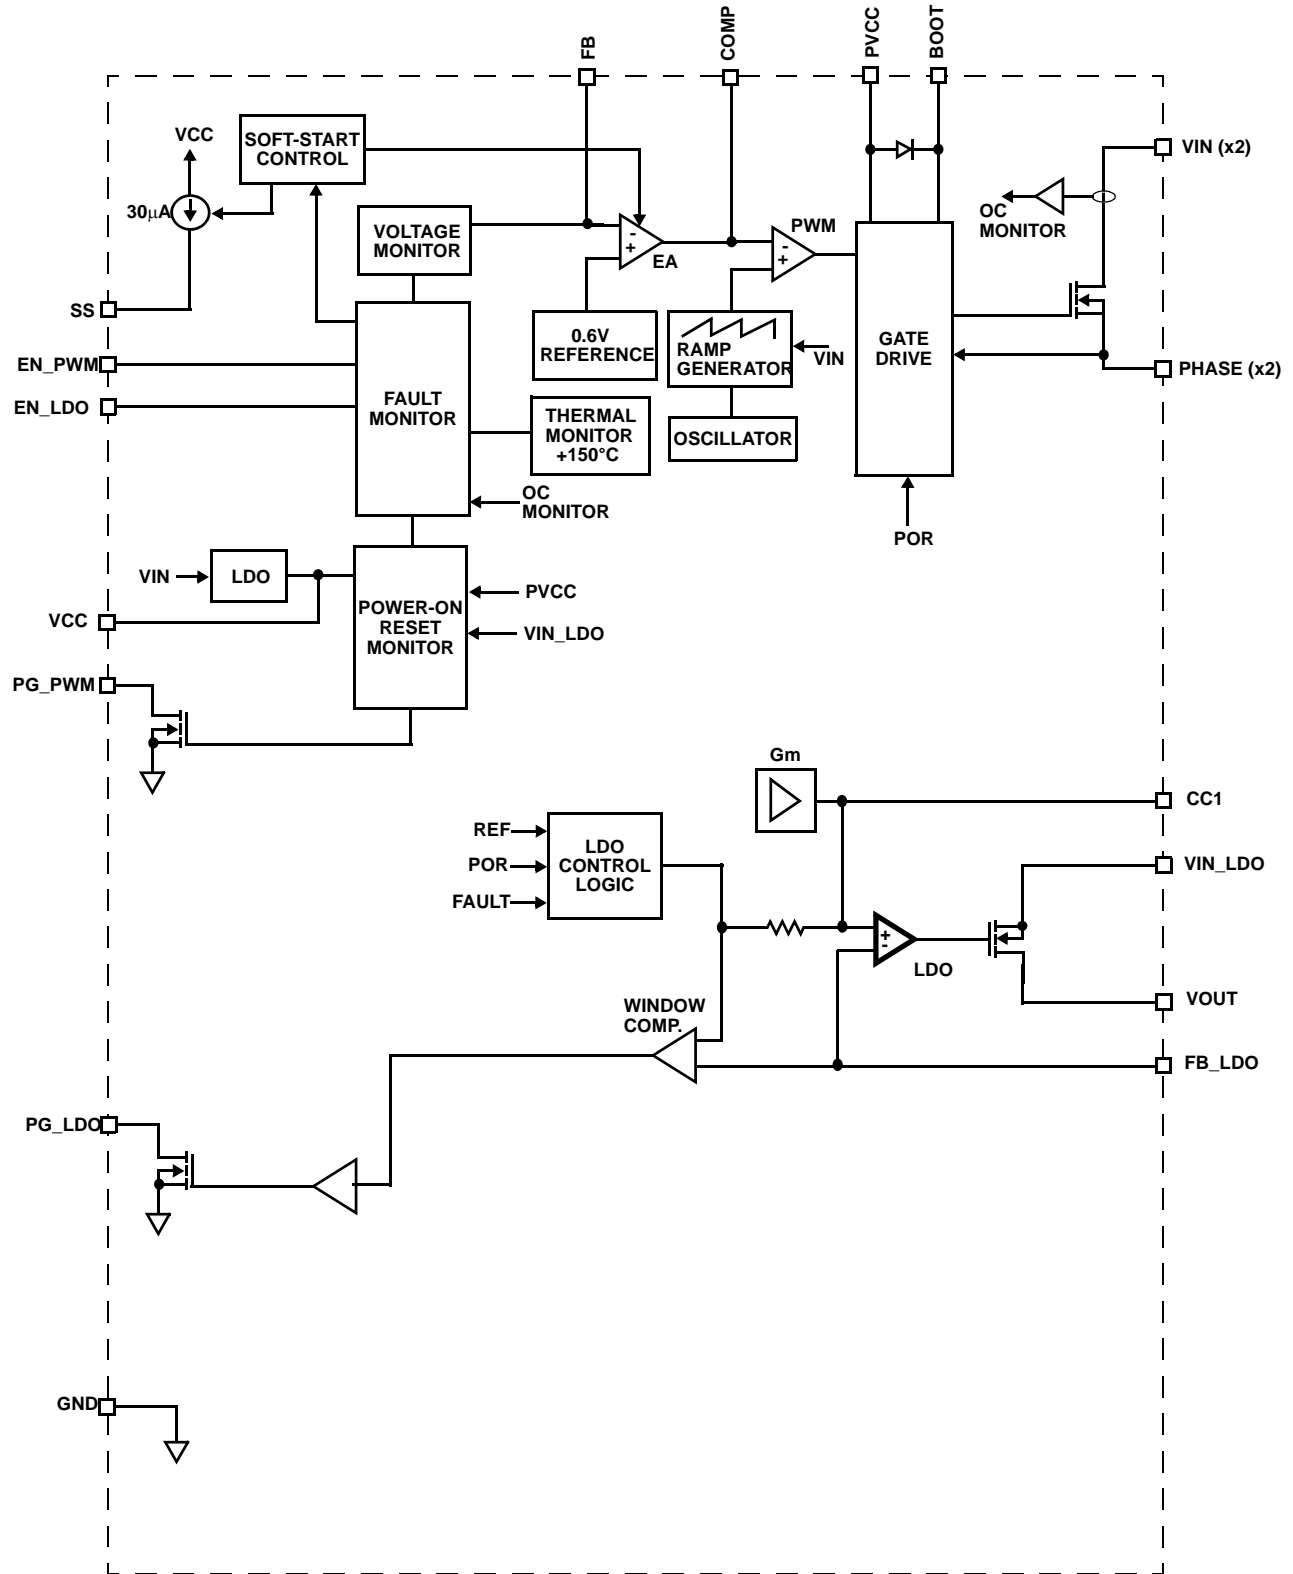 FB
COMP
PVCC
BOOT
VCC
SOFT-START
CONTROL
VIN (x2)
30μA
OC
MONITOR
VOLTAGE
MONITOR
-
+
EA
PWM
-
+
SS
0.6V
REFERENCE
RAMP
GENERATOR
VIN
GATE
DRIVE
EN_PWM
PHASE (x2)
EN_LDO
FAULT
MONITOR
THERMAL
MONITOR
+150°C
OSCILLATOR
OC
MONITOR
POR
VIN
LDO
PVCC
VCC
POWER-ON
RESET
MONITOR
VIN_LDO
PG_PWM
Gm
CC1
REF
POR
FAULT
LDO
CONTROL
LOGIC
VIN_LDO
+
-
LDO
VOUT
WINDOW
COMP.
FB_LDO
PG_LDO
GND